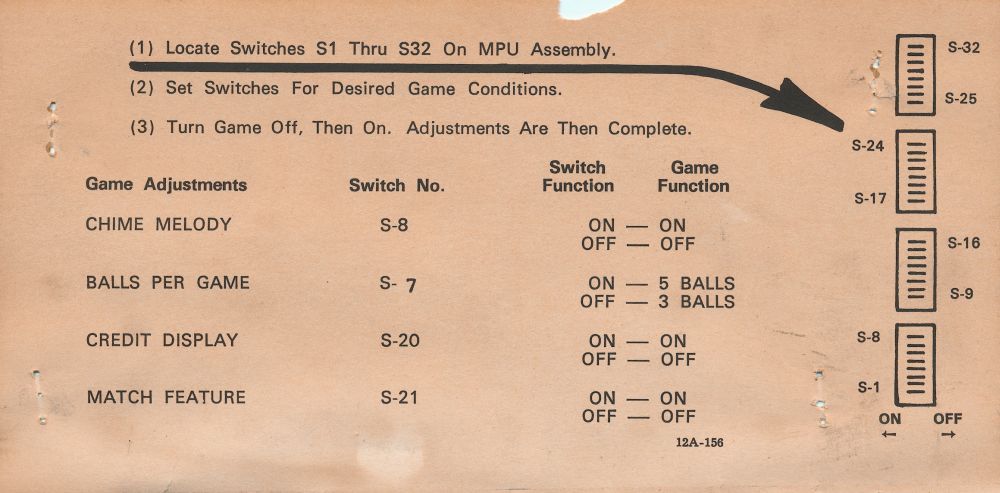 (1) Locate Switches S1 Thru S32 On MPU Assembly.
(2) Set Switches For Desired Game Conditions.
(3) Turn Game Off, Then On. Adjustments Are Then Complete.
Game Adjustments Switch No. Switch Function Game Function
CHIME MELODY S-8 ON — ON
OFF — OFF
BALLS PER GAME S- 7 ON — 5 BALLS
OFF — 3 BALLS
CREDIT DISPLAY S-20 ON — ON
OFF — OFF
MATCH FEATURE S-21 ON — ON
OFF — OFF
12A-156
S-32
S-25
S-24
S-17
S-16
S-9
S-8
S-1
ON OFF
← →